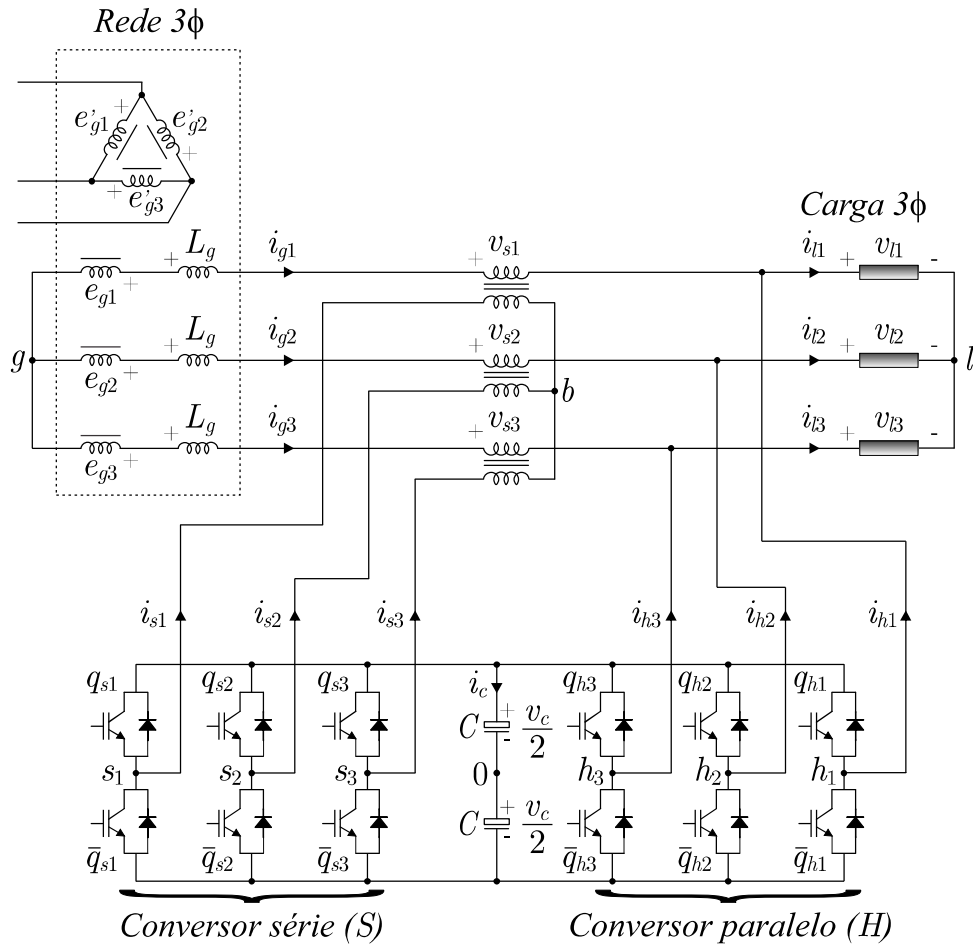 Rede 3ϕ
e'g1
e'g2
e'g3
Carga 3ϕ
Lg
ig1
vs1
il1
vl1
+
-
eg1
Lg
ig2
vs2
il2
vl2
+
-
g
l
eg2
b
Lg
ig3
vs3
il3
vl3
+
-
eg3
is1
is2
is3
ih3
ih2
ih1
qs1
qs2
qs3
ic
qh3
qh2
qh1
C
+
-
vc
2
s1
s2
s3
0
h3
h2
h1
C
+
-
vc
2
q̄s1
q̄s2
q̄s3
q̄h3
q̄h2
q̄h1
Conversor série (S)
Conversor paralelo (H)